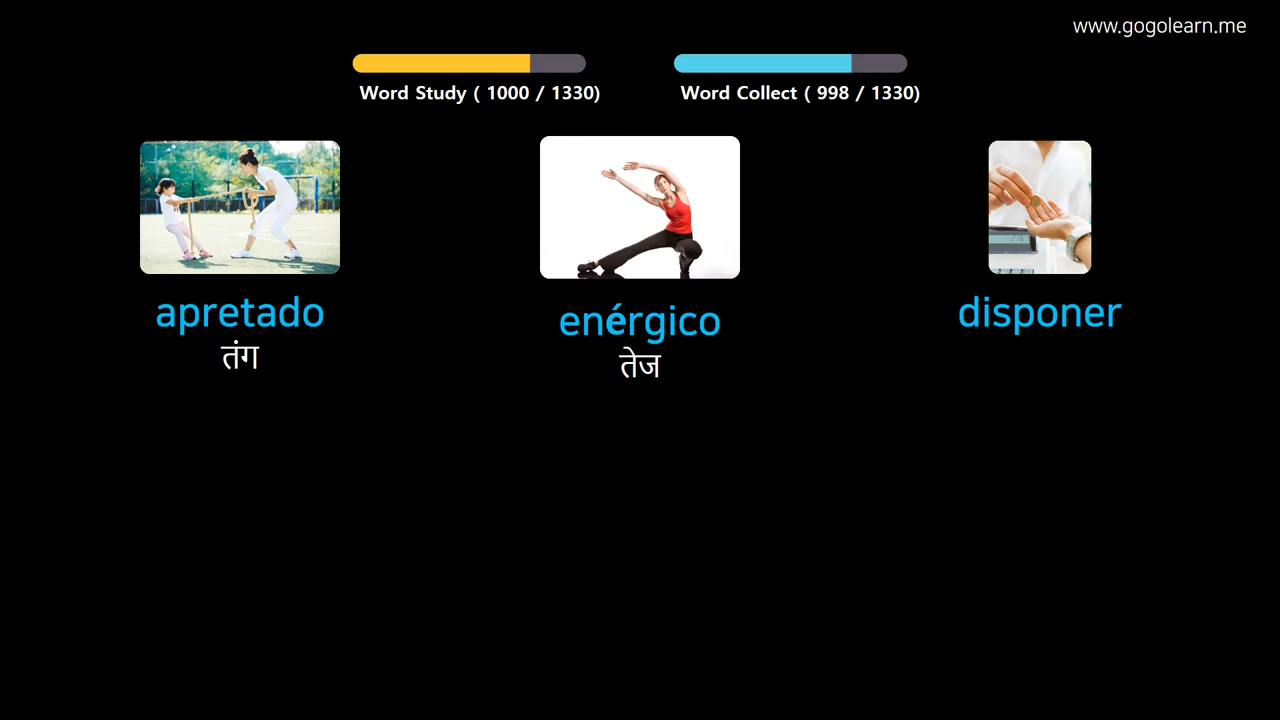 www.gogolearn.me
Word Study ( 1000 / 1330)
Word Collect ( 998 / 1330)
apretado
तंग
enérgico
तेज
disponer